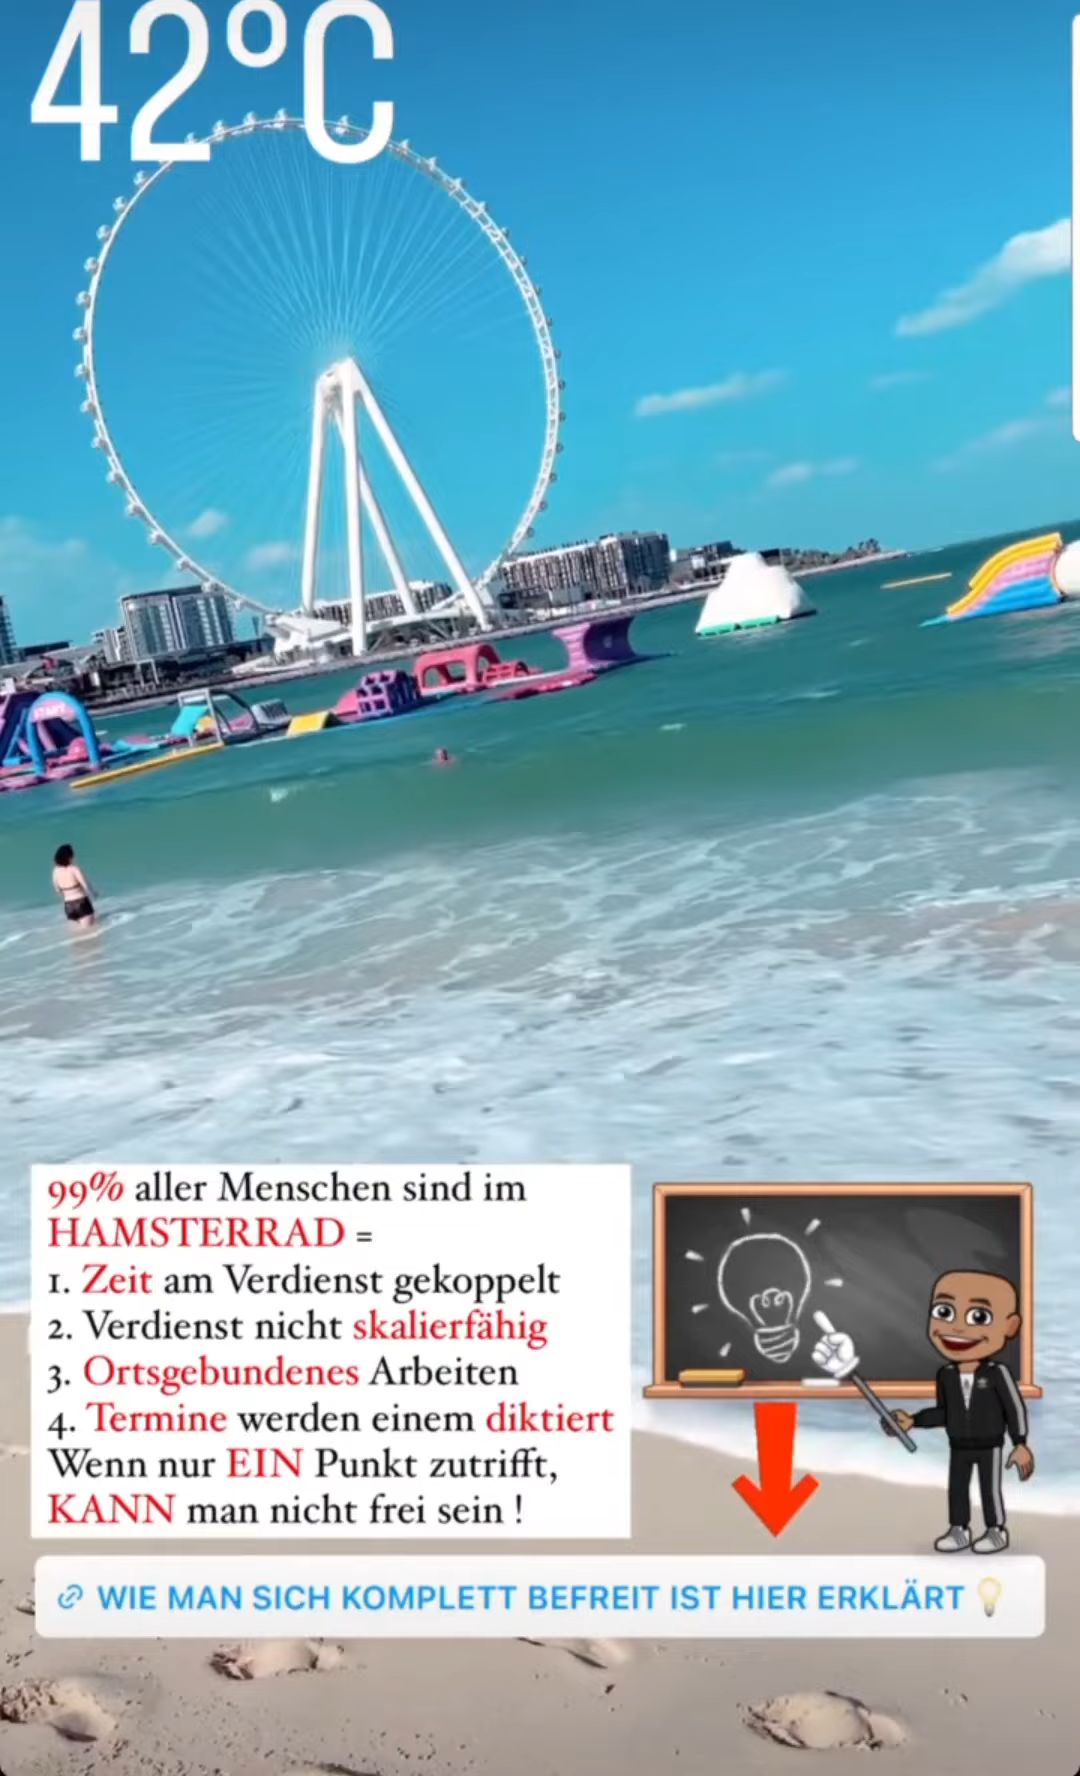 42°C
START
99% aller Menschen sind im
HAMSTERRAD =
1. Zeit am Verdienst gekoppelt
2. Verdienst nicht skalierfähig
3. Ortsgebundenes Arbeiten
4. Termine werden einem diktiert
Wenn nur EIN Punkt zutrifft,
KANN man nicht frei sein !
WIE MAN SICH KOMPLETT BEFREIT IST HIER ERKLÄRT